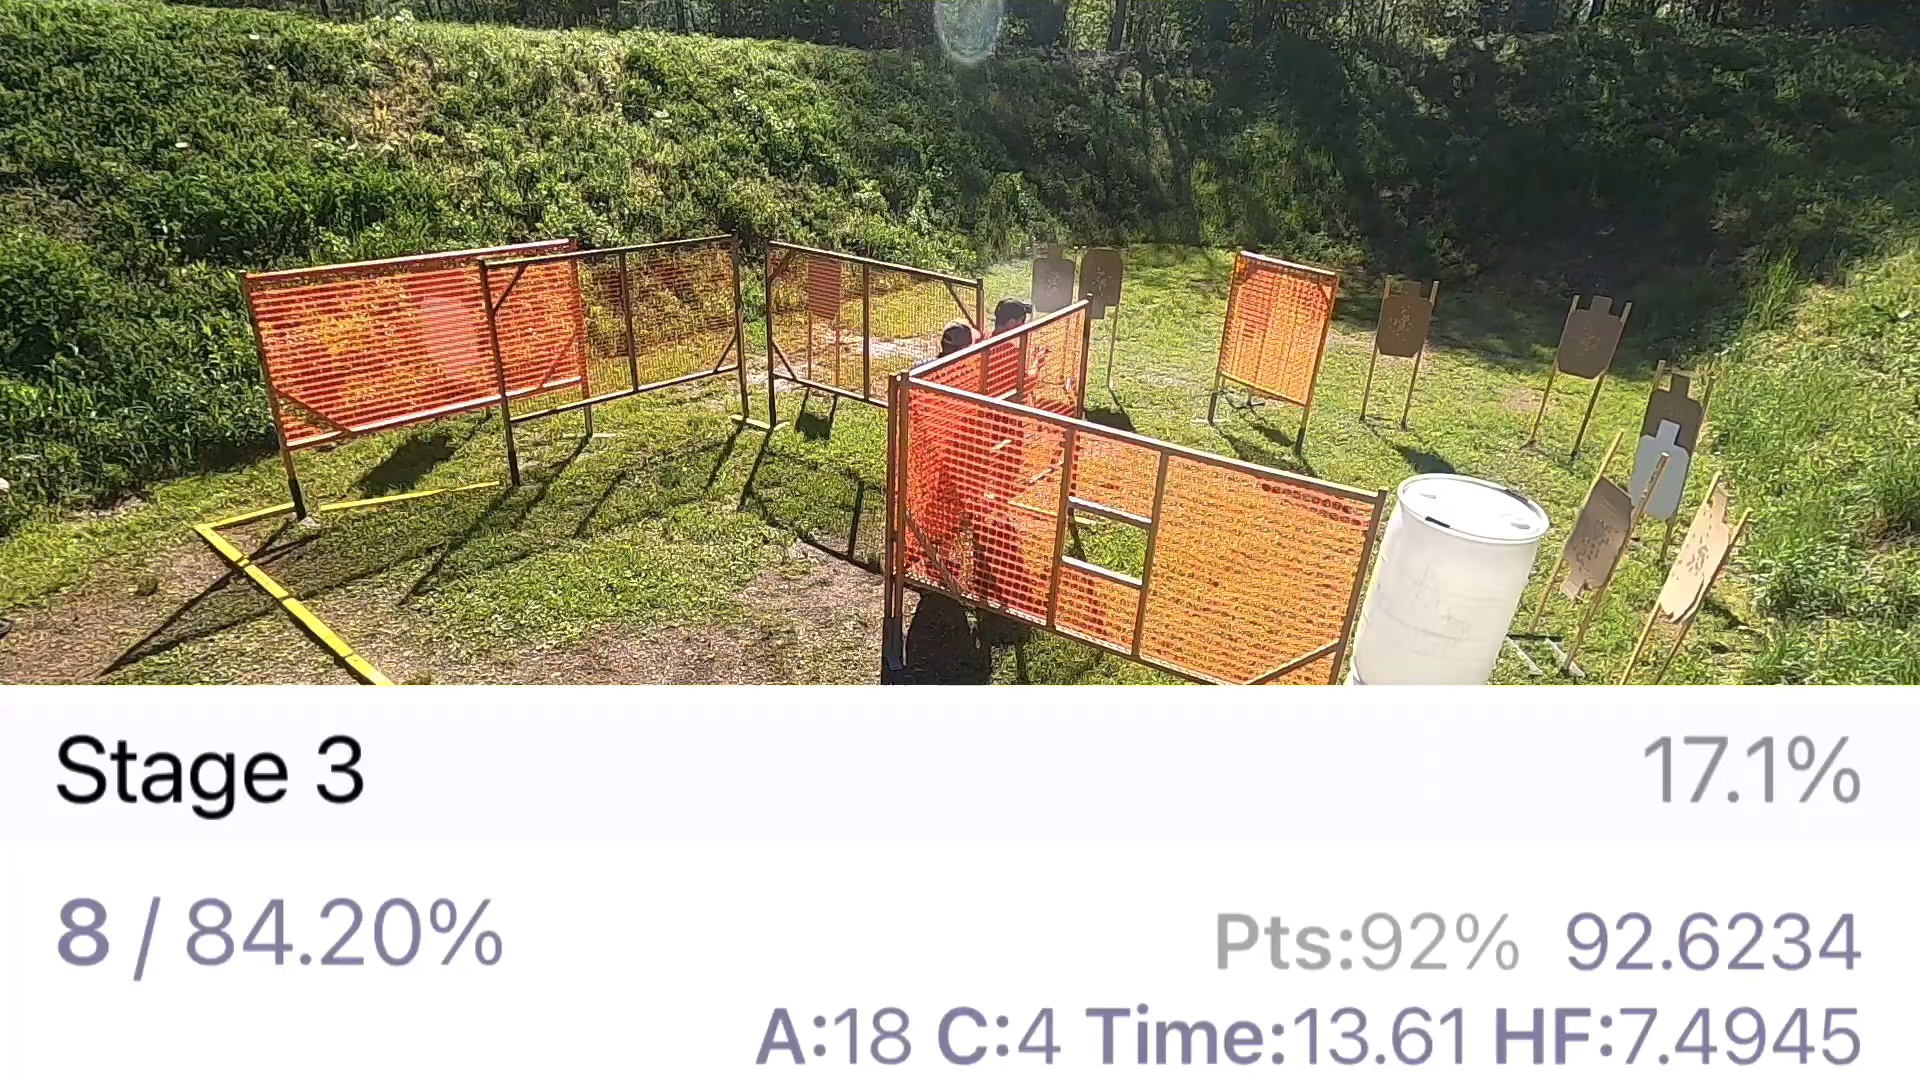 Stage 3 17.1%
8 / 84.20% Pts:92% 92.6234
A:18 C:4 Time:13.61 HF:7.4945